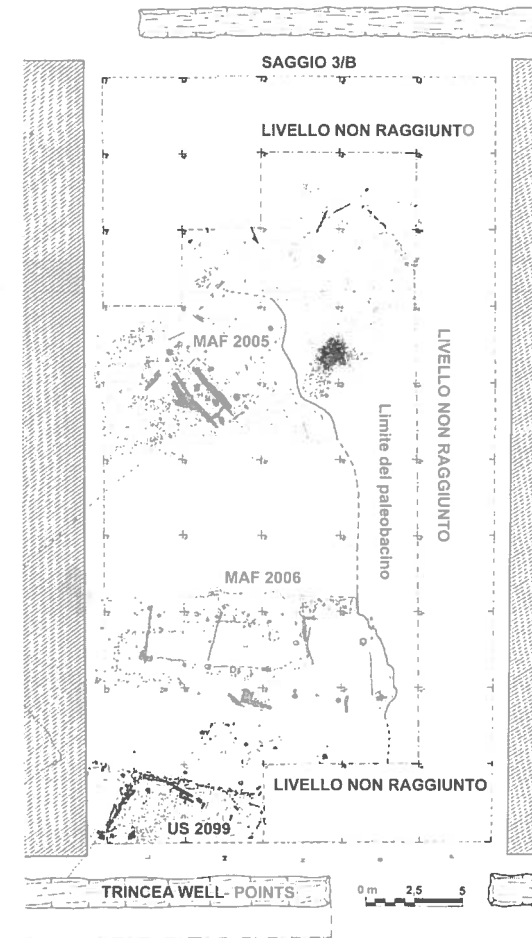 SAGGIO 3/B
LIVELLO NON RAGGIUNTO
MAF 2005
LIVELLO NON RAGGIUNTO
Limite del paleobacino
MAF 2006
LIVELLO NON RAGGIUNTO
US 2099
TRINCEA WELL- POINTS
0 m 2,5 5